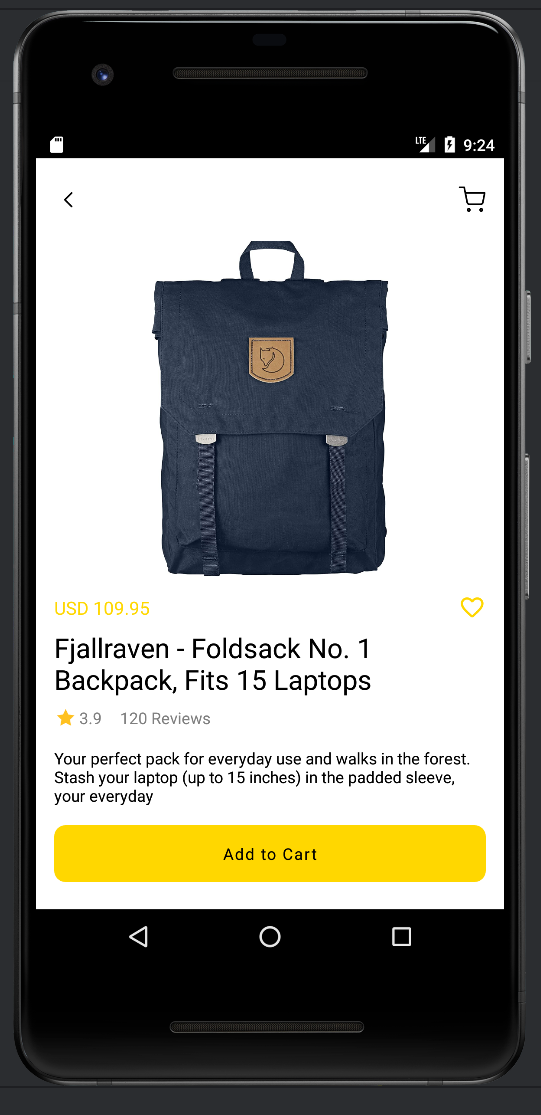 LTE 9:24
USD 109.95
Fjallraven - Foldsack No. 1
Backpack, Fits 15 Laptops
3.9 120 Reviews
Your perfect pack for everyday use and walks in the forest.
Stash your laptop (up to 15 inches) in the padded sleeve,
your everyday
Add to Cart